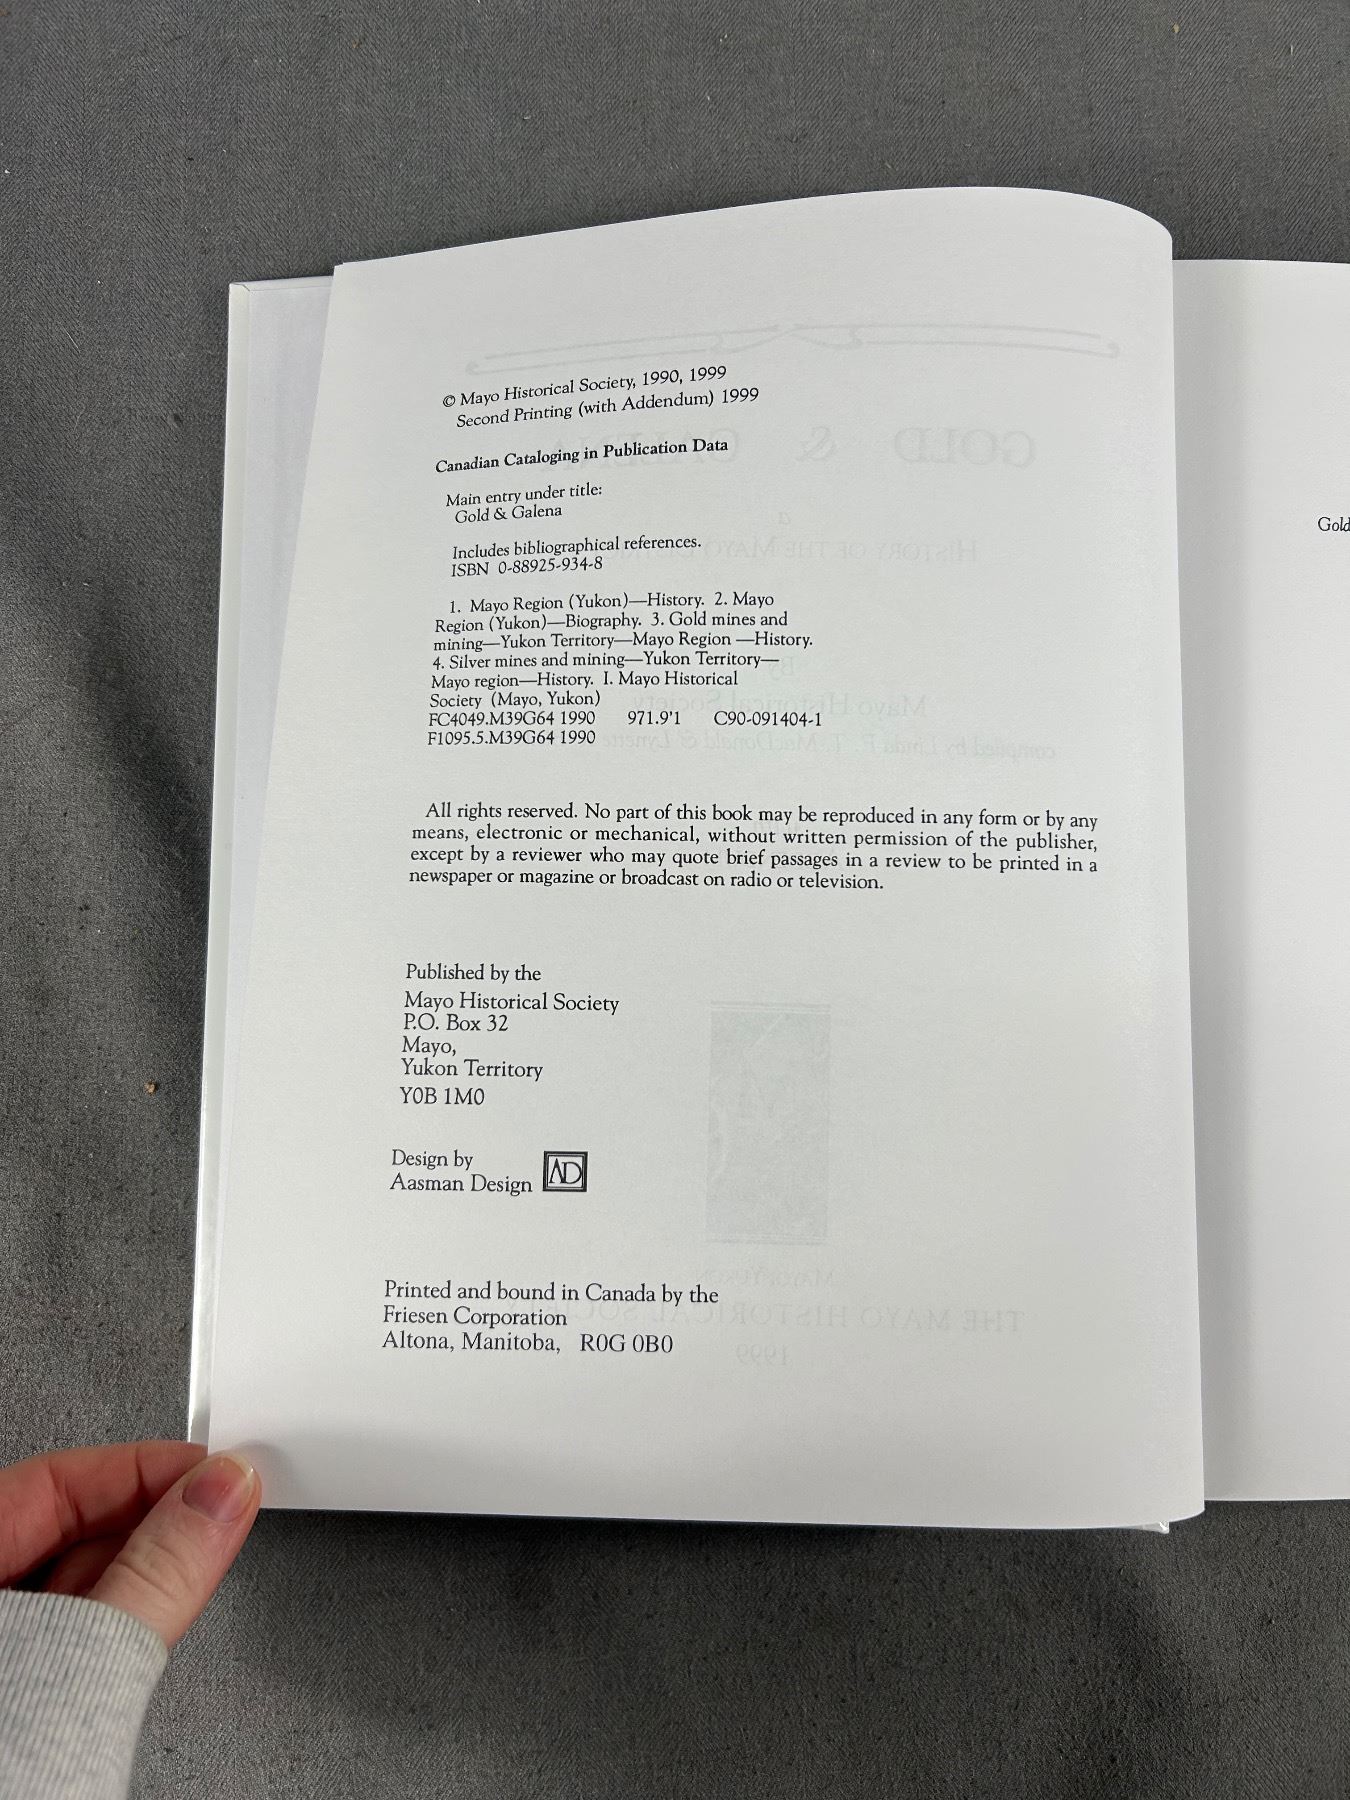 © Mayo Historical Society, 1990, 1999
Second Printing (with Addendum) 1999
Canadian Cataloging in Publication Data
Main entry under title:
Gold & Galena
Includes bibliographical references.
ISBN 0-88925-934-8
1. Mayo Region (Yukon)—History. 2. Mayo
Region (Yukon)—Biography. 3. Gold mines and
mining—Yukon Territory—Mayo Region —History.
4. Silver mines and mining—Yukon Territory—
Mayo region—History. I. Mayo Historical
Society (Mayo, Yukon)
FC4049.M39G64 1990 971.9'1 C90-091404-1
F1095.5.M39G64 1990
All rights reserved. No part of this book may be reproduced in any form or by any
means, electronic or mechanical, without written permission of the publisher,
except by a reviewer who may quote brief passages in a review to be printed in a
newspaper or magazine or broadcast on radio or television.
Published by the
Mayo Historical Society
P.O. Box 32
Mayo,
Yukon Territory
Y0B 1M0
Design by
Aasman Design
AD
Printed and bound in Canada by the
Friesen Corporation
Altona, Manitoba, R0G 0B0
Gold